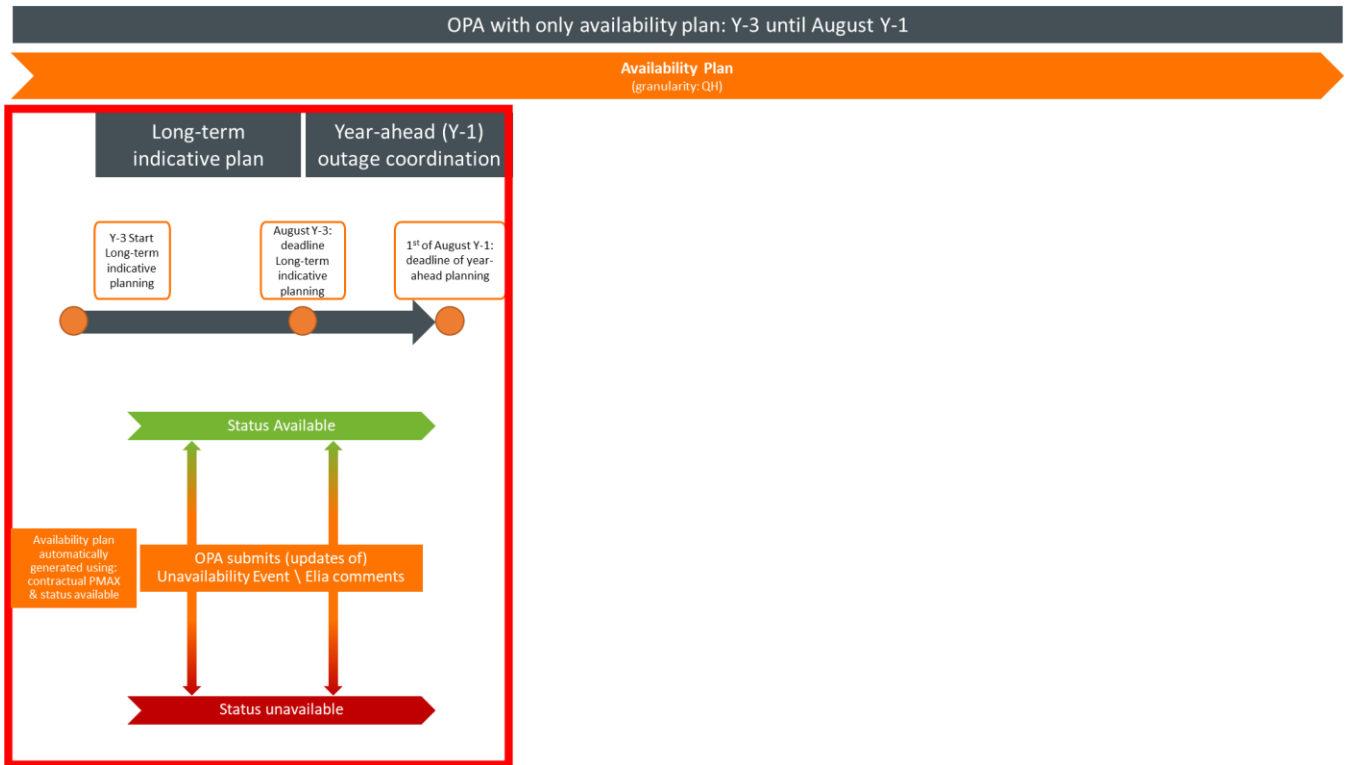 OPA with only availability plan: Y-3 until August Y-1
Availability Plan
(granularity: QH)
Long-term
indicative plan
Year-ahead (Y-1)
outage coordination
Y-3 Start
Long-term
indicative
planning
August Y-3:
deadline
Long-term
indicative
planning
1st of August Y-1:
deadline of year-
ahead planning
Status Available
Availability plan
automatically
generated using:
contractual PMAX
& status available
OPA submits (updates of)
Unavailability Event \ Elia comments
Status unavailable